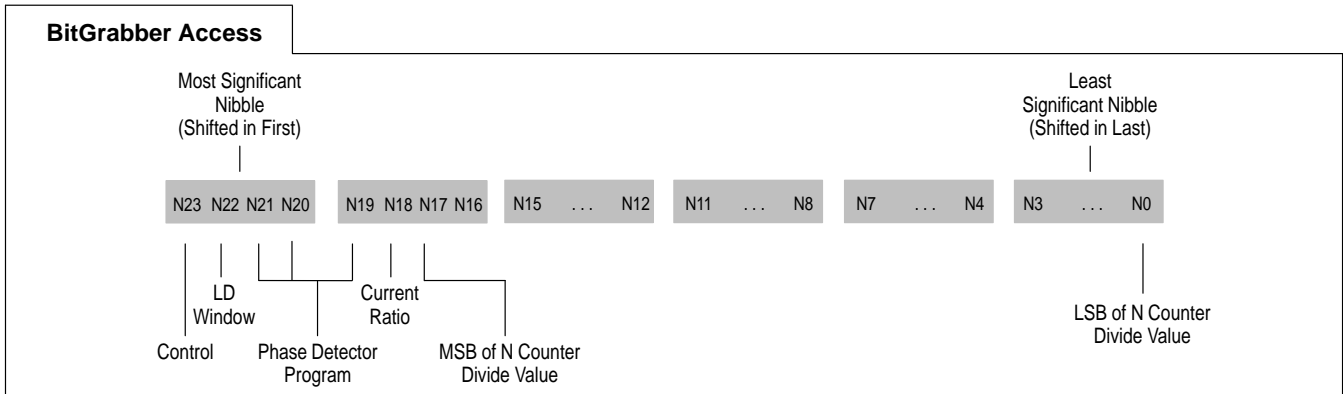 BitGrabber Access
Most Significant
Nibble
(Shifted in First)
Least
Significant Nibble
(Shifted in Last)
N23 N22 N21 N20 N19 N18 N17 N16 N15 . . . N12 N11 . . . N8 N7 . . . N4 N3 . . . N0
LD
Window
Current
Ratio
Control
Phase Detector
Program
MSB of N Counter
Divide Value
LSB of N Counter
Divide Value